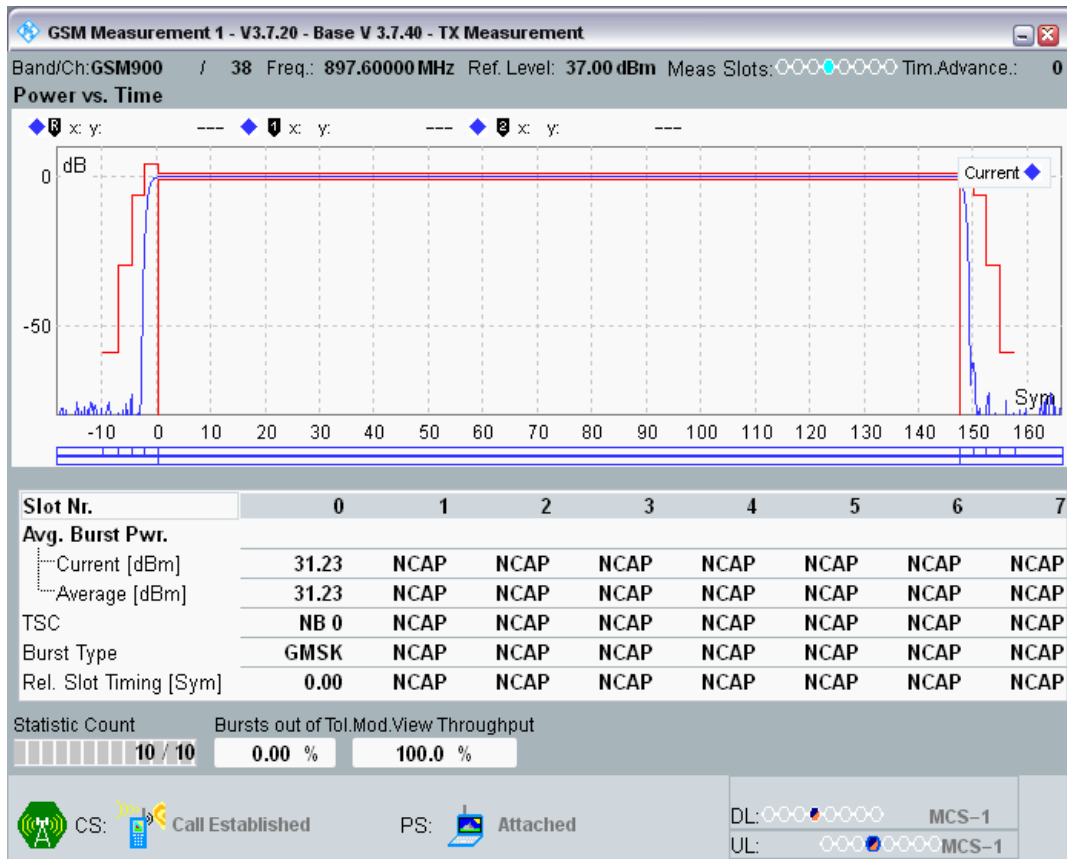 GSM Measurement 1 - V3.7.20 - Base V 3.7.40 - TX Measurement
Band/Ch:GSM900 / 38 Freq.: 897.60000 MHz Ref. Level: 37.00 dBm Meas Slots: Tim.Advance.: 0
Power vs. Time
R x: y: --- 1 x: y: --- 2 x: y: ---
dB
0
Current
-50
Sym
-10 0 10 20 30 40 50 60 70 80 90 100 110 120 130 140 150 160
Slot Nr. 0 1 2 3 4 5 6 7
Avg. Burst Pwr.
Current [dBm] 31.23 NCAP NCAP NCAP NCAP NCAP NCAP NCAP
Average [dBm] 31.23 NCAP NCAP NCAP NCAP NCAP NCAP NCAP
TSC NB 0 NCAP NCAP NCAP NCAP NCAP NCAP NCAP
Burst Type GMSK NCAP NCAP NCAP NCAP NCAP NCAP NCAP
Rel. Slot Timing [Sym] 0.00 NCAP NCAP NCAP NCAP NCAP NCAP NCAP
Statistic Count Bursts out of Tol.Mod.View Throughput
10 / 10 0.00 % 100.0 %
CS: Call Established PS: Attached
DL: MCS-1
UL: MCS-1